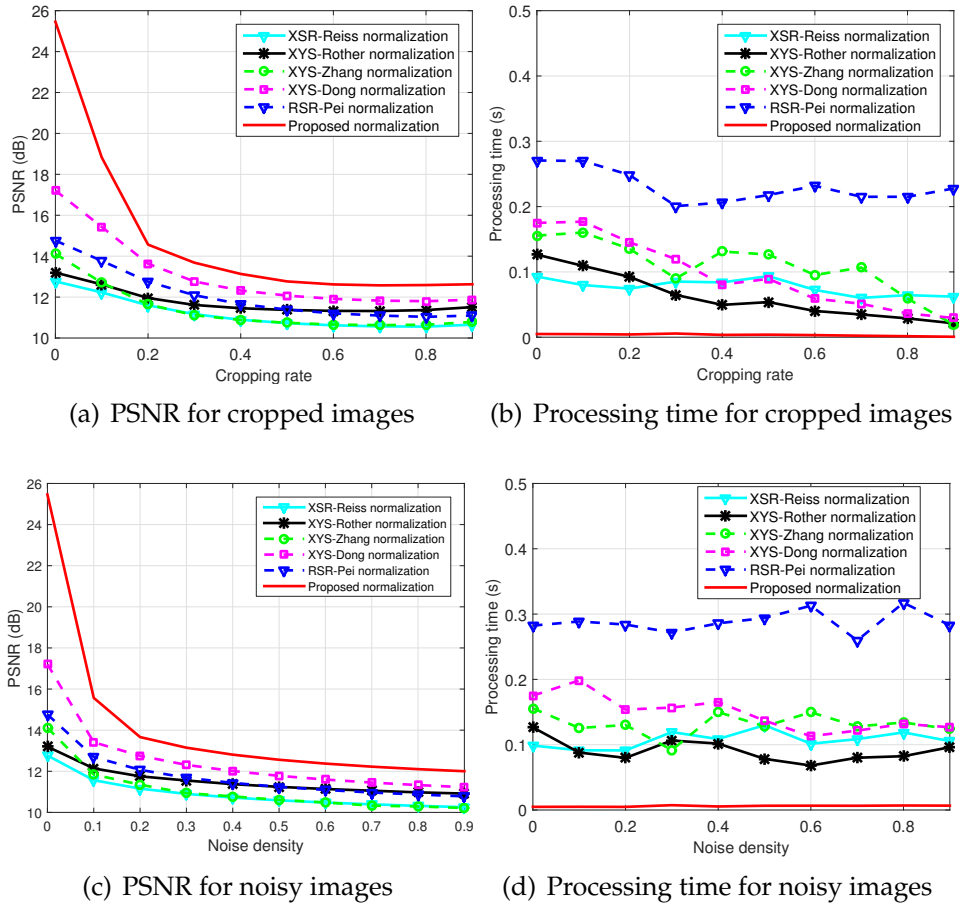 26
24
22
20
18
16
14
12
10
PSNR (dB)
XSR-Reiss normalization
XYS-Rother normalization
XYS-Zhang normalization
XYS-Dong normalization
RSR-Pei normalization
Proposed normalization
0 0.2 0.4 0.6 0.8
Cropping rate
(a) PSNR for cropped images
0.5
0.4
0.3
0.2
0.1
0
Processing time (s)
XSR-Reiss normalization
XYS-Rother normalization
XYS-Zhang normalization
XYS-Dong normalization
RSR-Pei normalization
Proposed normalization
0 0.2 0.4 0.6 0.8
Cropping rate
(b) Processing time for cropped images
26
24
22
20
18
16
14
12
10
PSNR (dB)
XSR-Reiss normalization
XYS-Rother normalization
XYS-Zhang normalization
XYS-Dong normalization
RSR-Pei normalization
Proposed normalization
0 0.1 0.2 0.3 0.4 0.5 0.6 0.7 0.8 0.9
Noise density
(c) PSNR for noisy images
0.5
0.4
0.3
0.2
0.1
0
Processing time (s)
XSR-Reiss normalization
XYS-Rother normalization
XYS-Zhang normalization
XYS-Dong normalization
RSR-Pei normalization
Proposed normalization
0 0.2 0.4 0.6 0.8
Noise density
(d) Processing time for noisy images